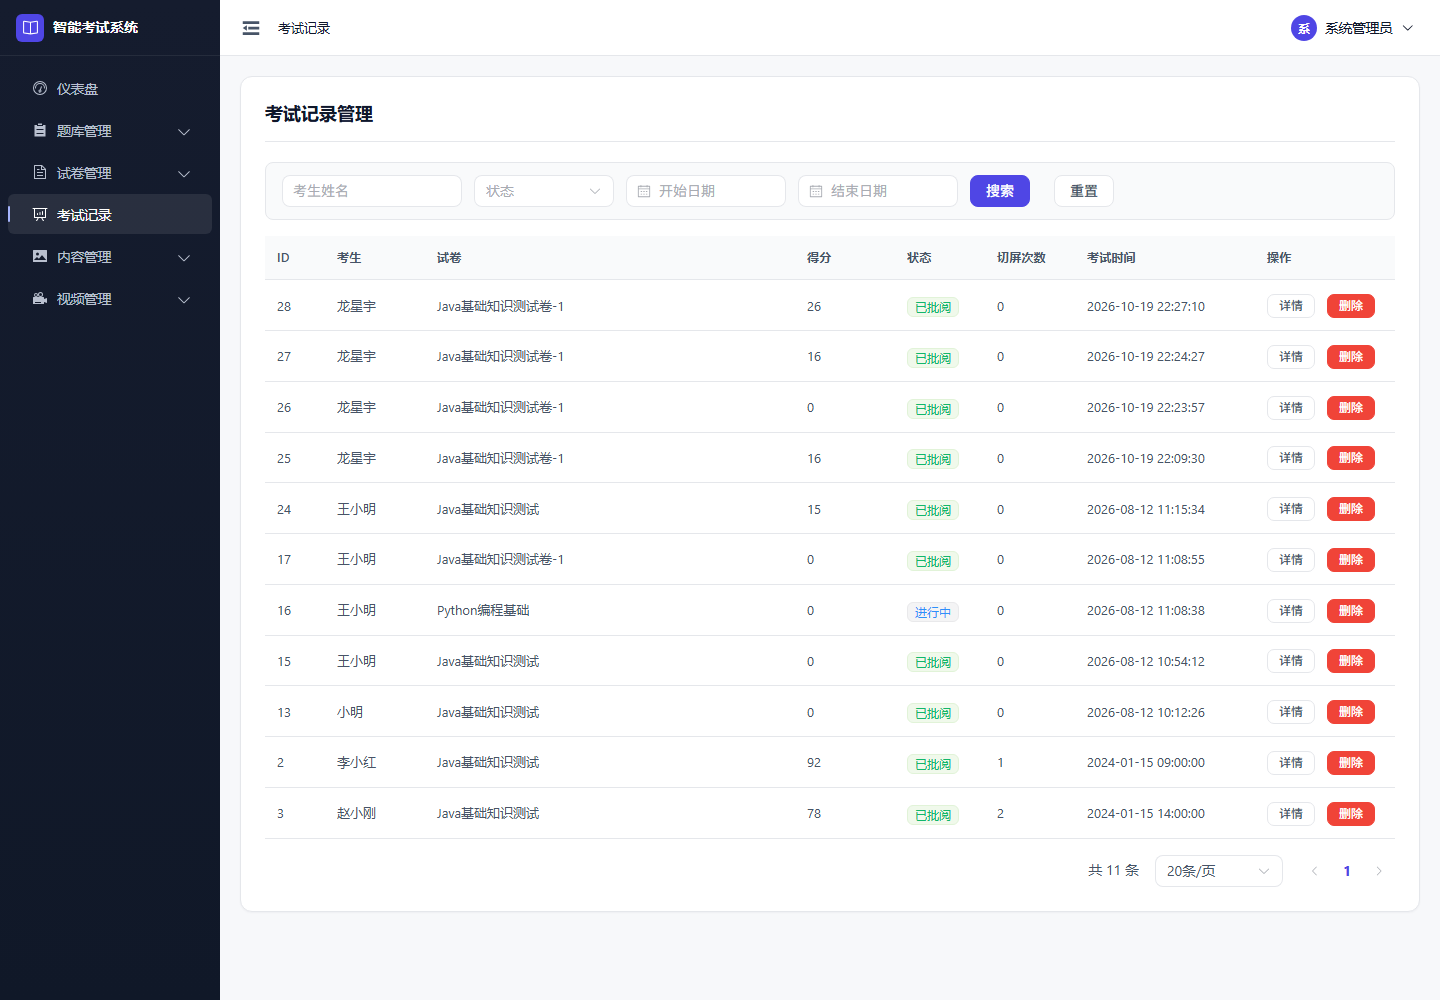 智能考试系统
考试记录
系 系统管理员
仪表盘
题库管理
试卷管理
考试记录
内容管理
视频管理
考试记录管理
考生姓名 状态 开始日期 结束日期 搜索 重置
ID 考生 试卷 得分 状态 切屏次数 考试时间 操作
28 龙星宇 Java基础知识测试卷-1 26 已批阅 0 2026-10-19 22:27:10 详情 删除
27 龙星宇 Java基础知识测试卷-1 16 已批阅 0 2026-10-19 22:24:27 详情 删除
26 龙星宇 Java基础知识测试卷-1 0 已批阅 0 2026-10-19 22:23:57 详情 删除
25 龙星宇 Java基础知识测试卷-1 16 已批阅 0 2026-10-19 22:09:30 详情 删除
24 王小明 Java基础知识测试 15 已批阅 0 2026-08-12 11:15:34 详情 删除
17 王小明 Java基础知识测试卷-1 0 已批阅 0 2026-08-12 11:08:55 详情 删除
16 王小明 Python编程基础 0 进行中 0 2026-08-12 11:08:38 详情 删除
15 王小明 Java基础知识测试 0 已批阅 0 2026-08-12 10:54:12 详情 删除
13 小明 Java基础知识测试 0 已批阅 0 2026-08-12 10:12:26 详情 删除
2 李小红 Java基础知识测试 92 已批阅 1 2024-01-15 09:00:00 详情 删除
3 赵小刚 Java基础知识测试 78 已批阅 2 2024-01-15 14:00:00 详情 删除
共 11 条 20条/页 1